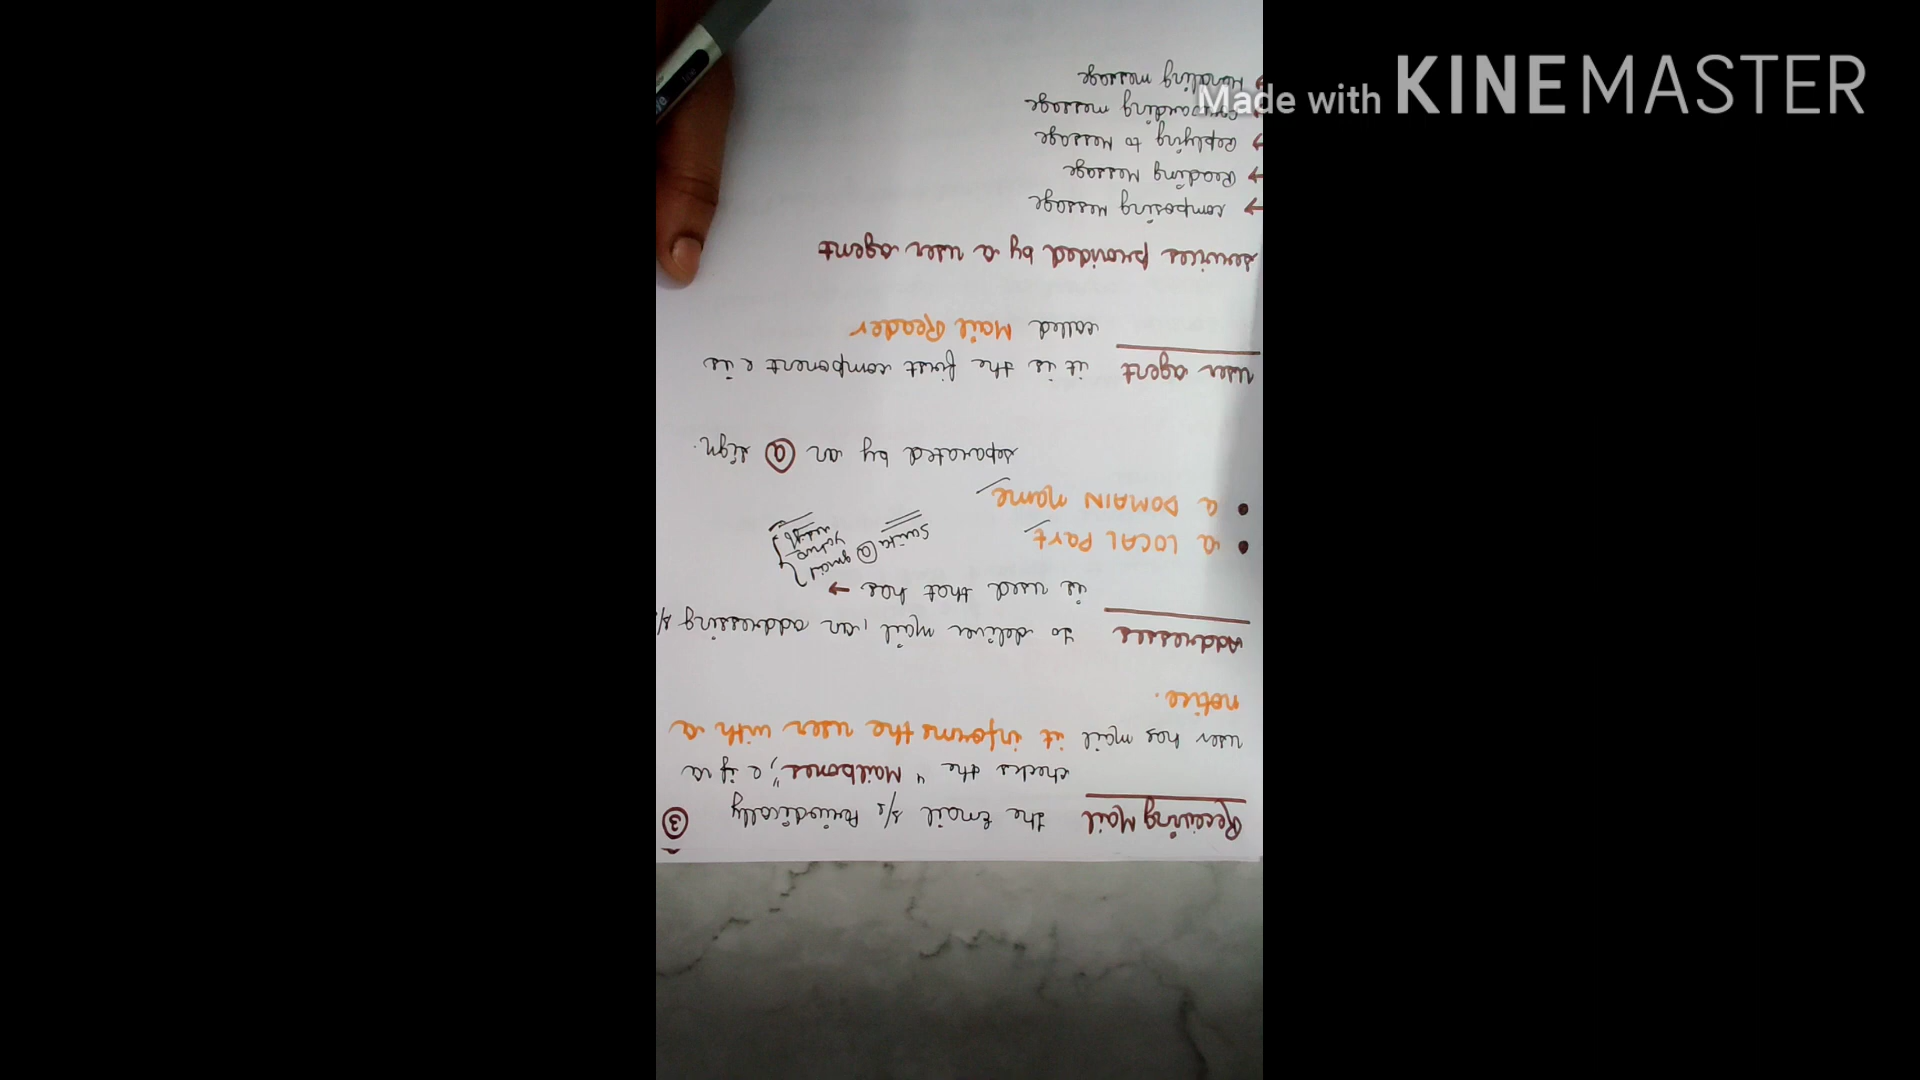 Made with KINEMASTER
③
Receiving Mail the Email s/s Periodically
checks the "Mailboxes", & if a
user has mail it informs the user with a
notice.
Addresses To deliver mail, an addressing s/s
is used that has →
• a LOCAL Part
sarita @ gmail
yahoo
• a DOMAIN name
separated by an @ sign.
User agent it is the first component & is
called Mail Reader
services provided by a user agent
→ composing Message
→ Reading Message
→ Replying to Message
→ Forwarding message
→ Handling message